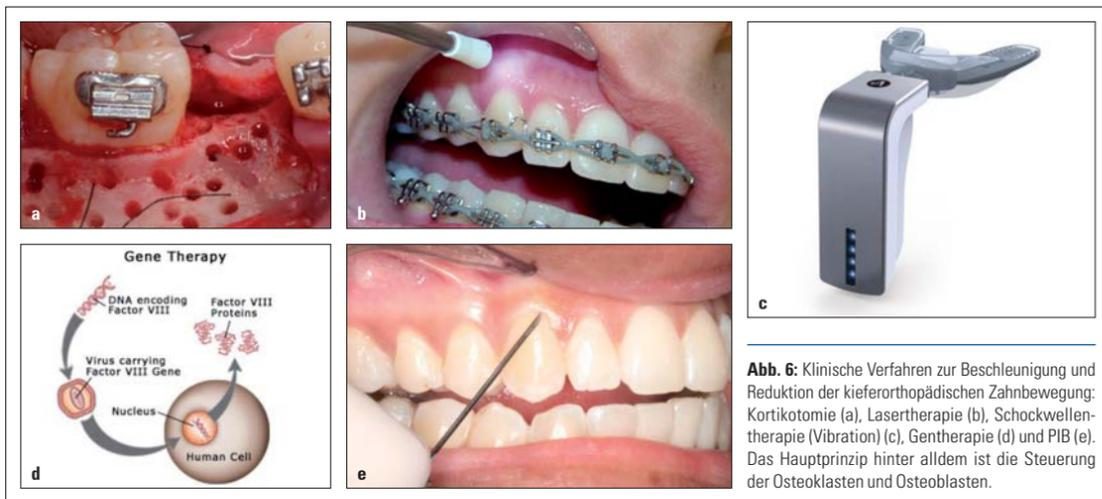 a
b
c
Gene Therapy
DNA encoding
Factor VIII
Factor VIII
Proteins
Virus carrying
Factor VIII Gene
Nucleus
Human Cell
d
e
Abb. 6: Klinische Verfahren zur Beschleunigung und
Reduktion der kieferorthopädischen Zahnbewegung:
Kortikotomie (a), Lasertherapie (b), Schockwellen-
therapie (Vibration) (c), Gentherapie (d) und PIB (e).
Das Hauptprinzip hinter alldem ist die Steuerung
der Osteoklasten und Osteoblasten.